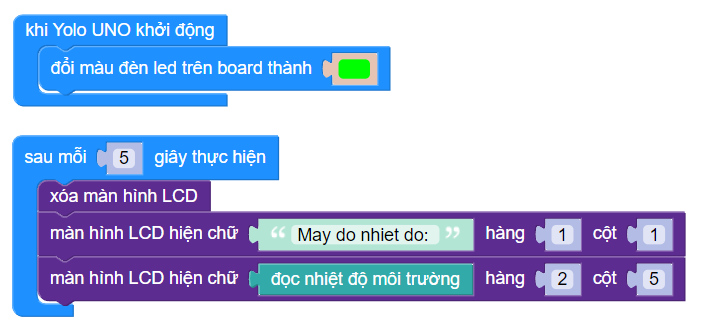 khi Yolo UNO khởi động
đổi màu đèn led trên board thành
sau mỗi 5 giây thực hiện
xóa màn hình LCD
màn hình LCD hiện chữ “ May do nhiet do: ” hàng 1 cột 1
màn hình LCD hiện chữ đọc nhiệt độ môi trường hàng 2 cột 5